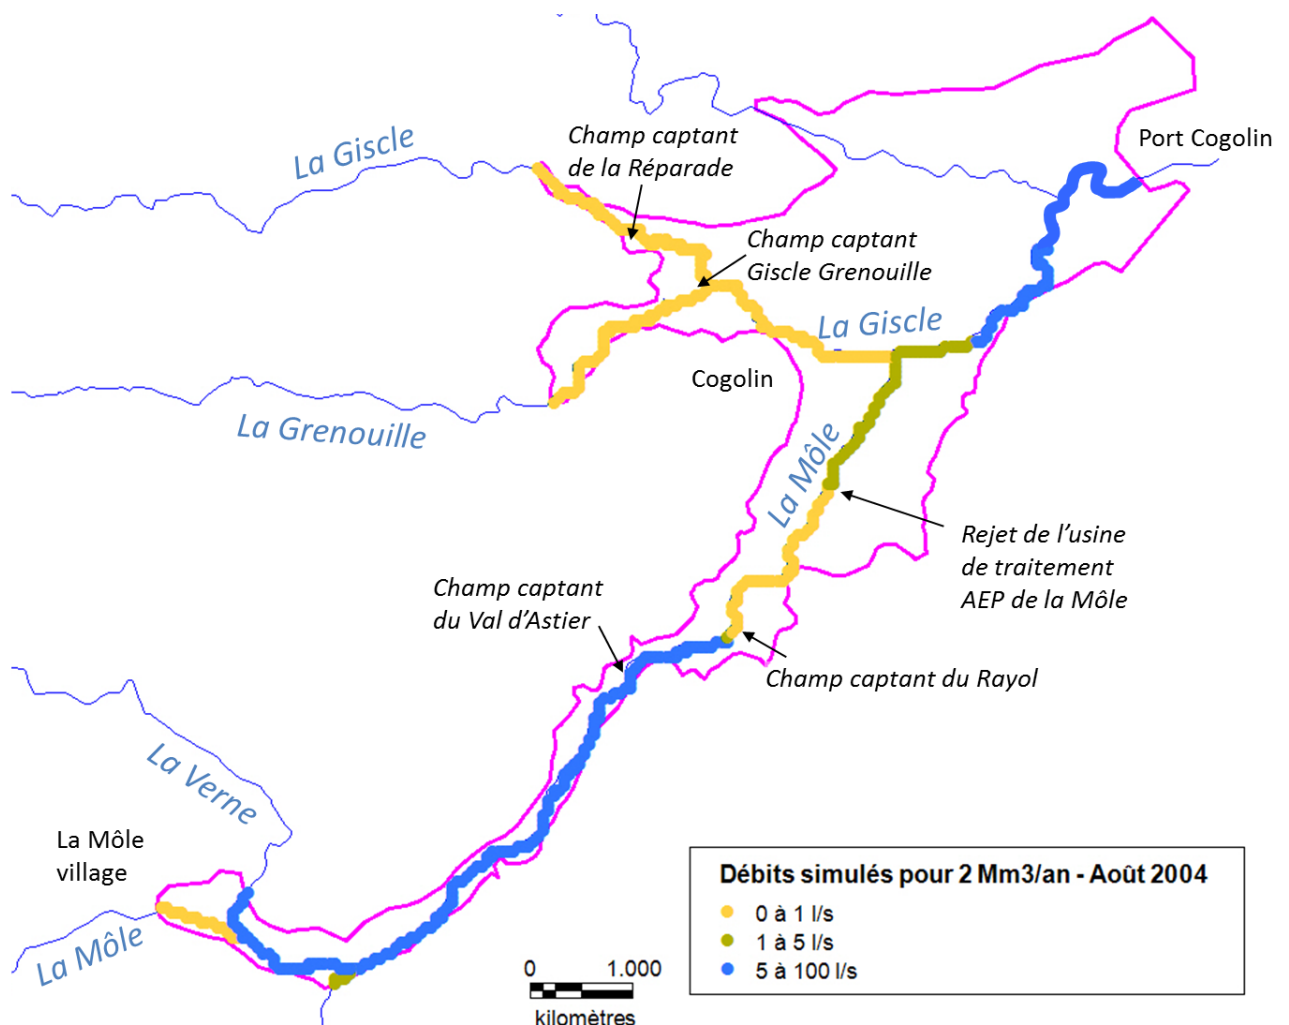 La Giscle
Champ captant
de la Réparade
Port Cogolin
Champ captant
Giscle Grenouille
La Giscle
Cogolin
La Grenouille
La Môle
Rejet de l'usine
de traitement
AEP de la Môle
Champ captant
du Val d'Astier
Champ captant du Rayol
La Verne
La Môle
village
La Môle
Débits simulés pour 2 Mm3/an - Août 2004
0 à 1 l/s
1 à 5 l/s
5 à 100 l/s
0 1.000
kilomètres